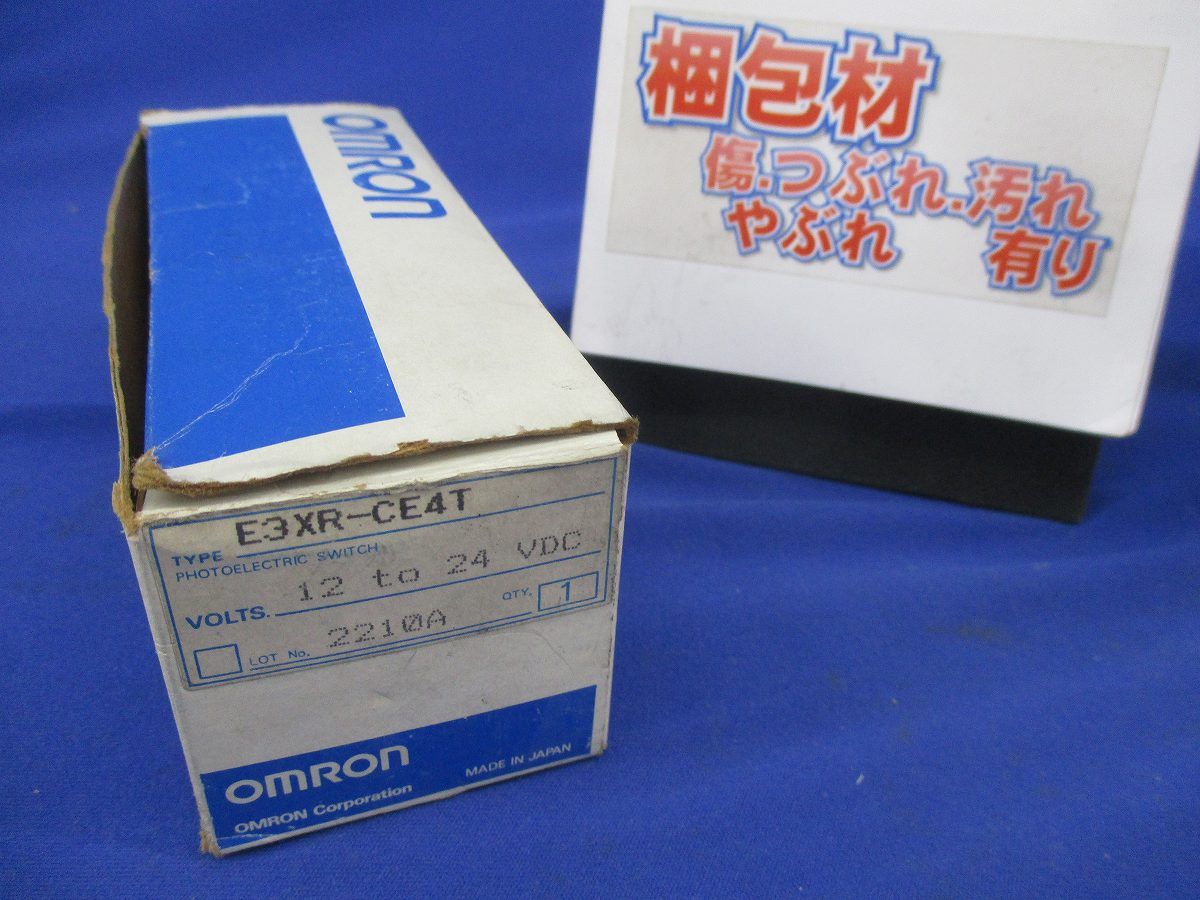 梱包材
傷.つぶれ.汚れ
やぶれ 有り
OMRON
TYPE E3XR-CE4T
PHOTOELECTRIC SWITCH
VOLTS. 12 to 24 VDC
LOT No. 2210A QTY. 1
OMRON
MADE IN JAPAN
OMRON Corporation